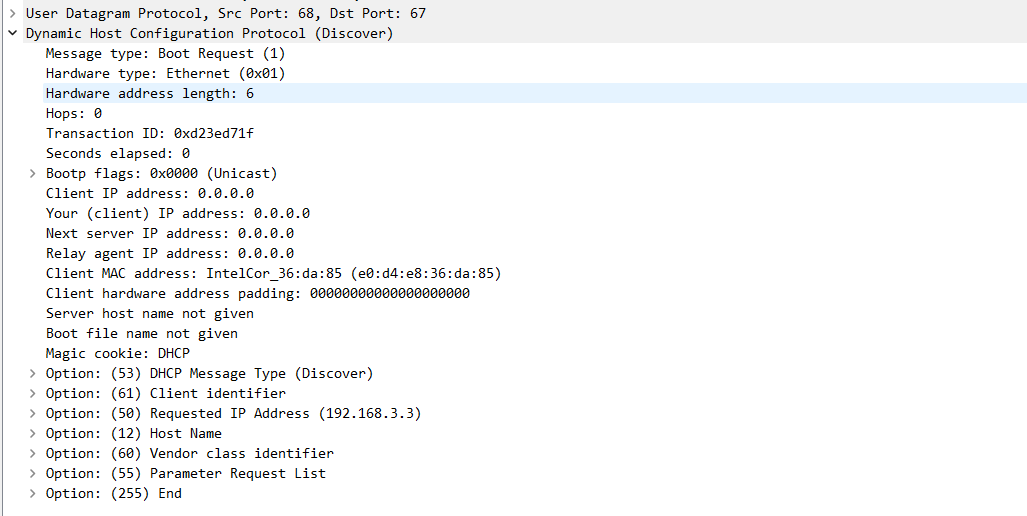 User Datagram Protocol, Src Port: 68, Dst Port: 67
Dynamic Host Configuration Protocol (Discover)
Message type: Boot Request (1)
Hardware type: Ethernet (0x01)
Hardware address length: 6
Hops: 0
Transaction ID: 0xd23ed71f
Seconds elapsed: 0
Bootp flags: 0x0000 (Unicast)
Client IP address: 0.0.0.0
Your (client) IP address: 0.0.0.0
Next server IP address: 0.0.0.0
Relay agent IP address: 0.0.0.0
Client MAC address: IntelCor_36:da:85 (e0:d4:e8:36:da:85)
Client hardware address padding: 00000000000000000000
Server host name not given
Boot file name not given
Magic cookie: DHCP
Option: (53) DHCP Message Type (Discover)
Option: (61) Client identifier
Option: (50) Requested IP Address (192.168.3.3)
Option: (12) Host Name
Option: (60) Vendor class identifier
Option: (55) Parameter Request List
Option: (255) End